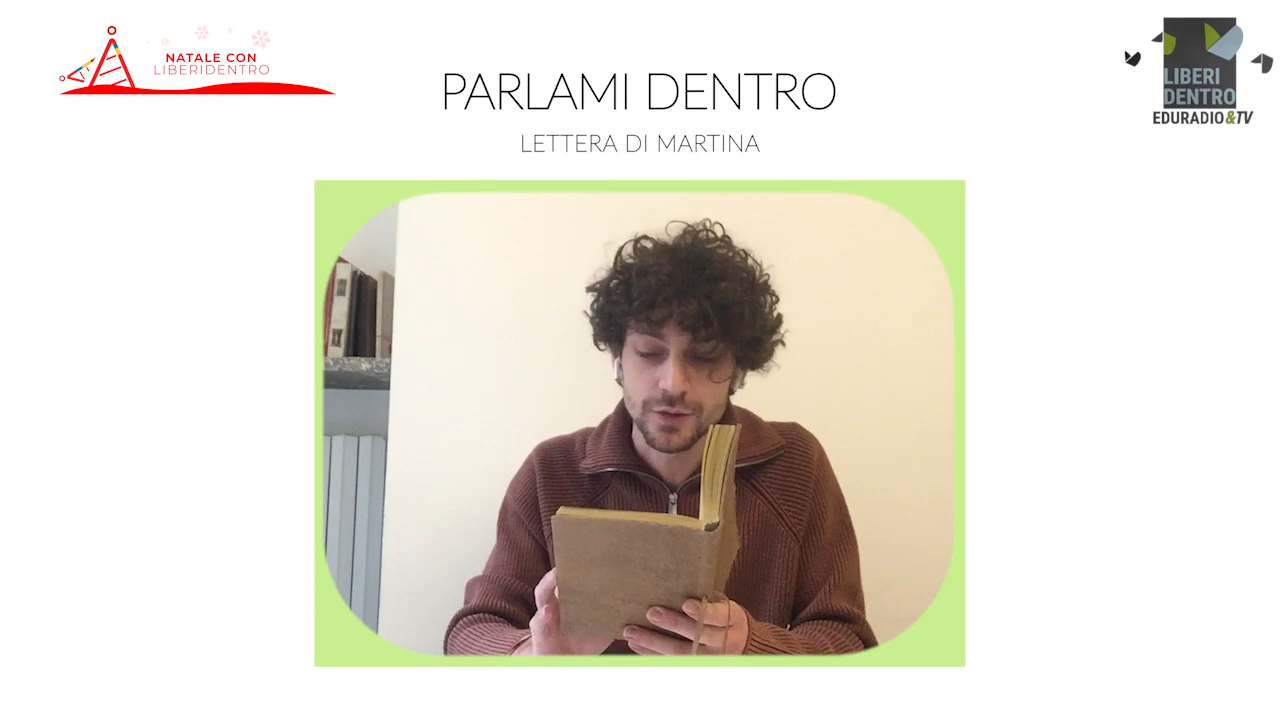 NATALE CON
LIBERIDENTRO
PARLAMI DENTRO
LETTERA DI MARTINA
LIBERI
DENTRO
EDURADIO&TV